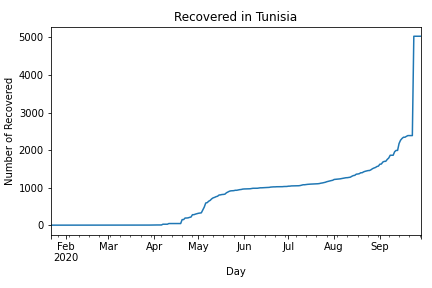 Recovered in Tunisia
Number of Recovered
5000
4000
3000
2000
1000
0
Feb Mar Apr May Jun Jul Aug Sep
2020
Day